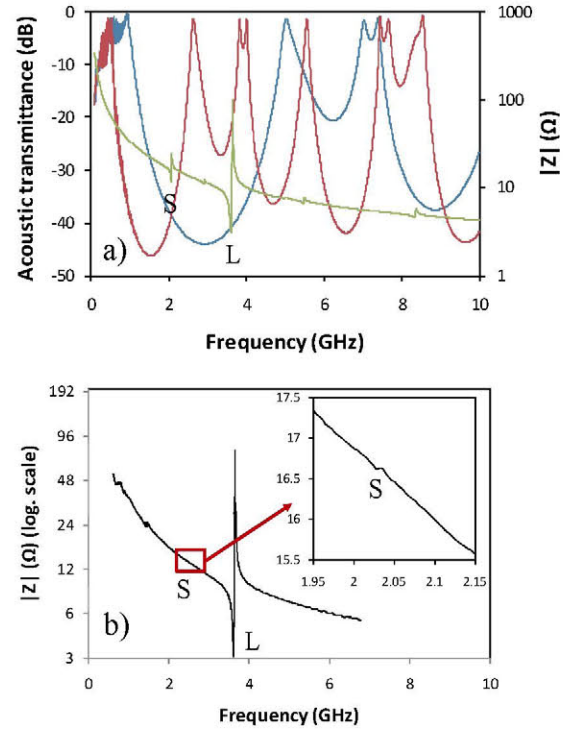 Acoustic transmittance (dB)
0
-10
-20
-30
-40
-50
1000
100
10
1
|Z| (Ω)
S
L
a)
0 2 4 6 8 10
Frequency (GHz)
|Z| (Ω) (log. scale)
192
96
48
24
12
6
3
17.5
17
16.5
16
15.5
S
1.95 2 2.05 2.1 2.15
S
L
b)
0 2 4 6 8 10
Frequency (GHz)